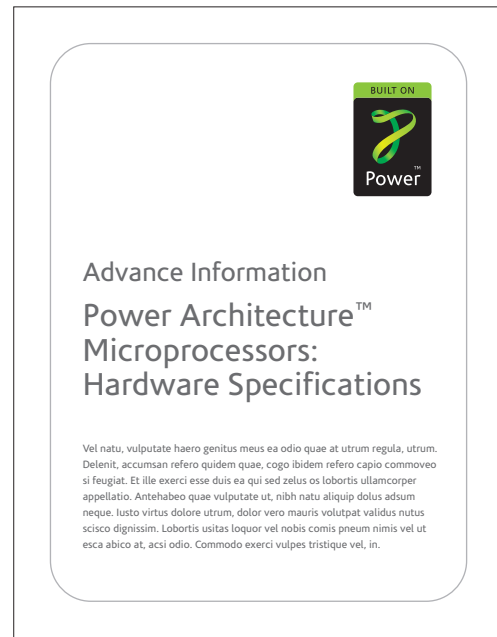 BUILT ON
Power™
Advance Information
Power Architecture™
Microprocessors:
Hardware Specifications
Vel natu, vulputate haero genitus meus ea odio quae at utrum regula, utrum.
Delenit, accumsan refero quidem quae, cogo ibidem refero capio commoveo
si feugiat. Et ille exerci esse duis ea qui sed zelus os lobortis ullamcorper
appellatio. Antehabeo quae vulputate ut, nibh natu aliquip dolus adsum
neque. Iusto virtus dolore utrum, dolor vero mauris volutpat validus nutus
scisco dignissim. Lobortis usitas loquor vel nobis comis pneum nimis vel ut
esca abico at, acsi odio. Commodo exerci vulpes tristique vel, in.